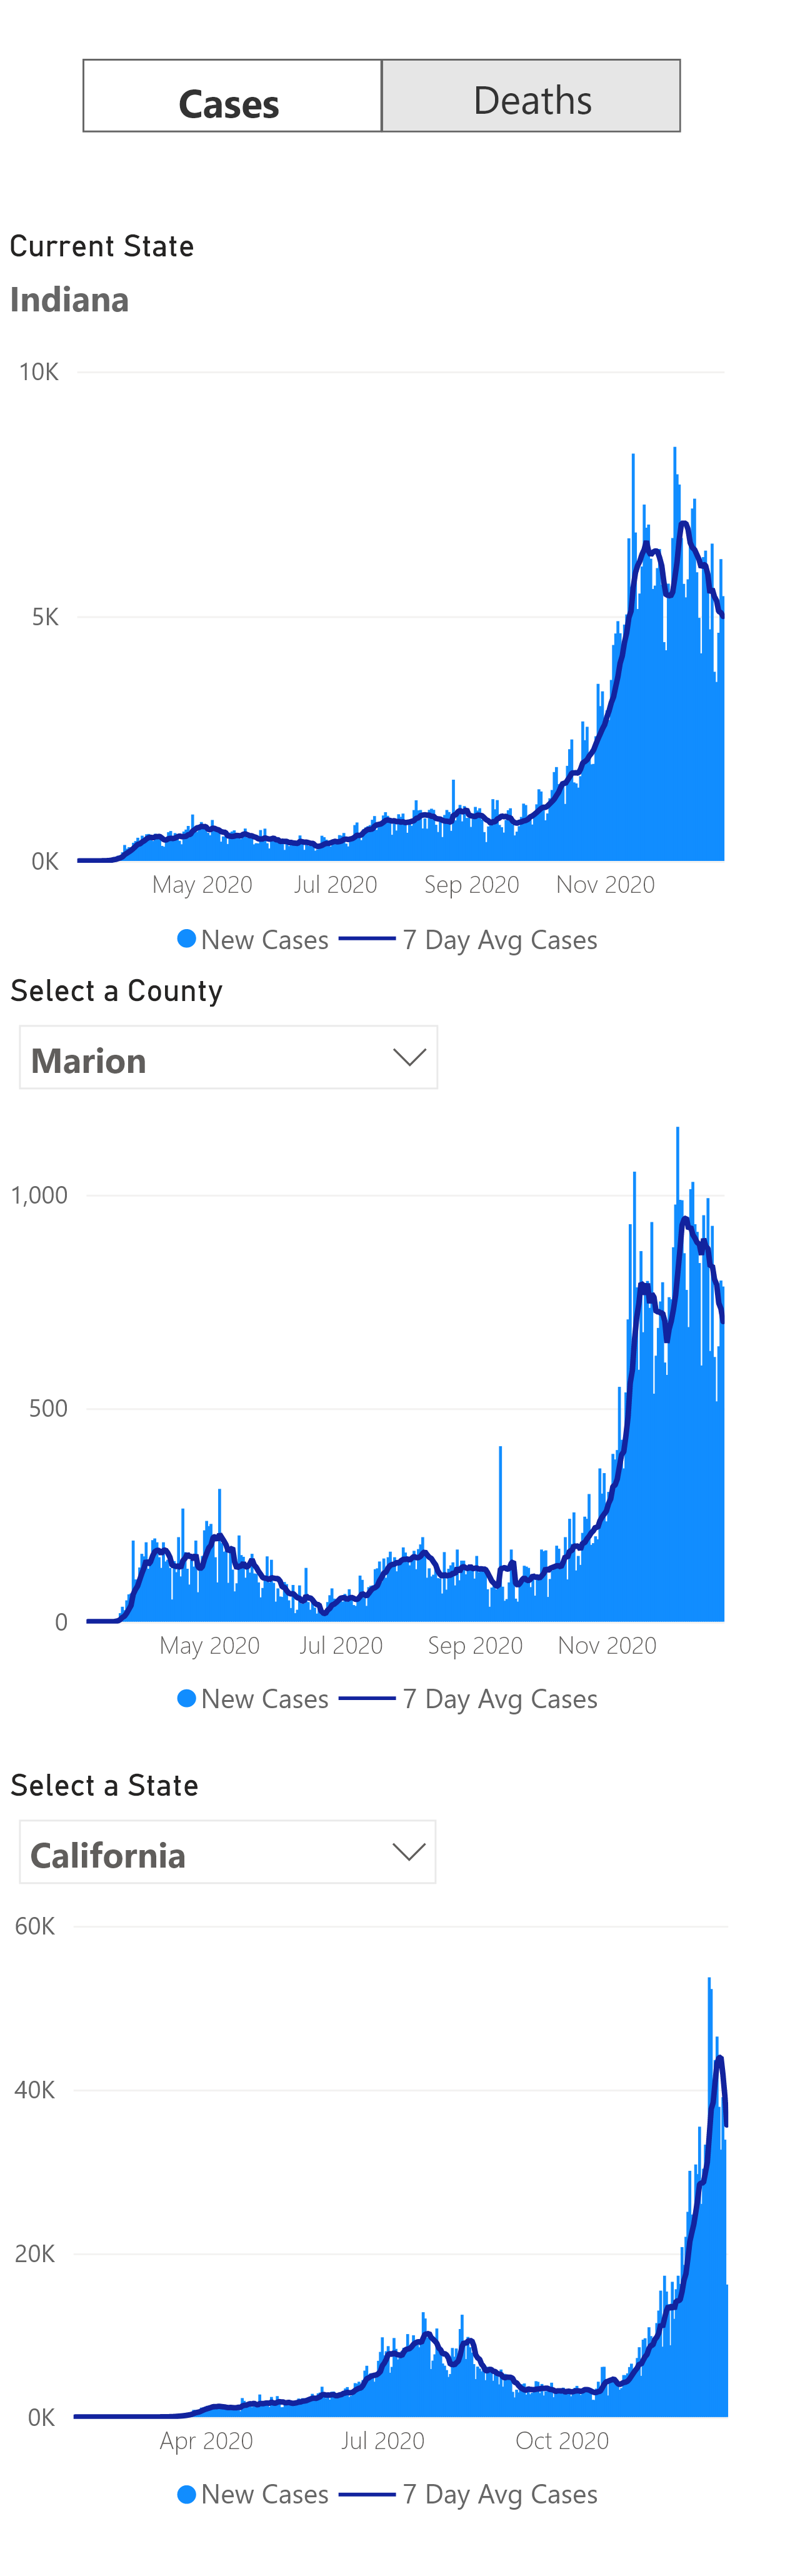 Cases Deaths
Current State
Indiana
10K
5K
0K
May 2020 Jul 2020 Sep 2020 Nov 2020
New Cases 7 Day Avg Cases
Select a County
Marion
1,000
500
0
May 2020 Jul 2020 Sep 2020 Nov 2020
New Cases 7 Day Avg Cases
Select a State
California
60K
40K
20K
0K
Apr 2020 Jul 2020 Oct 2020
New Cases 7 Day Avg Cases